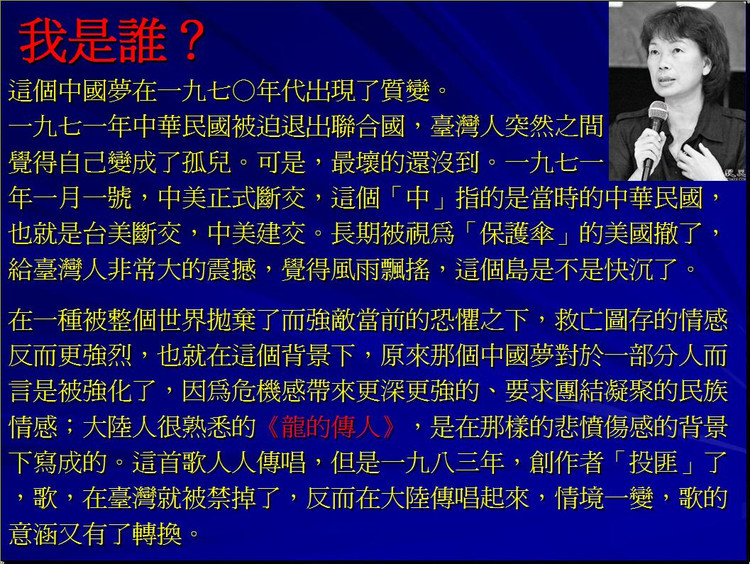 我是誰？
這個中國夢在一九七〇年代出現了質變。
一九七一年中華民國被迫退出聯合國，臺灣人突然之間
覺得自己變成了孤兒。可是，最壞的還沒到。一九七一
年一月一號，中美正式斷交，這個「中」指的是當時的中華民國，
也就是台美斷交，中美建交。長期被視爲「保護傘」的美國撤了，
給臺灣人非常大的震撼，覺得風雨飄搖，這個島是不是快沉了。
在一種被整個世界拋棄了而強敵當前的恐懼之下，救亡圖存的情感
反而更強烈，也就在這個背景下，原來那個中國夢對於一部分人而
言是被強化了，因爲危機感帶來更深更強的、要求團結凝聚的民族
情感；大陸人很熟悉的《龍的傳人》，是在那樣的悲憤傷感的背景
下寫成的。這首歌人人傳唱，但是一九八三年，創作者「投匪」了
，歌，在臺灣就被禁掉了，反而在大陸傳唱起來，情境一變，歌的
意涵又有了轉換。